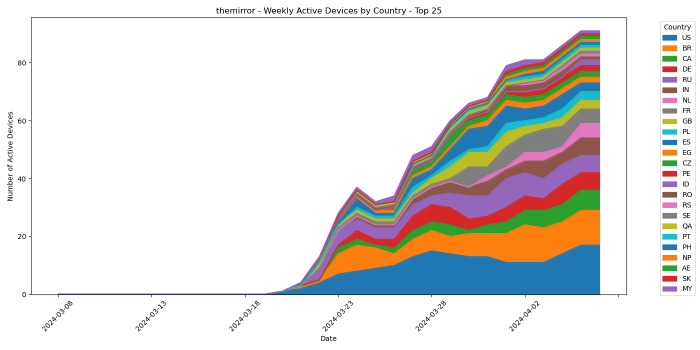 themirror - Weekly Active Devices by Country - Top 25
Number of Active Devices
80
60
40
20
0
2024-03-08
2024-03-13
2024-03-18
2024-03-23
2024-03-28
2024-04-02
Date
Country
US
BR
CA
DE
RU
IN
NL
FR
GB
PL
ES
EG
CZ
PE
ID
RO
RS
SE
QA
PT
PH
NP
AE
SK
MY